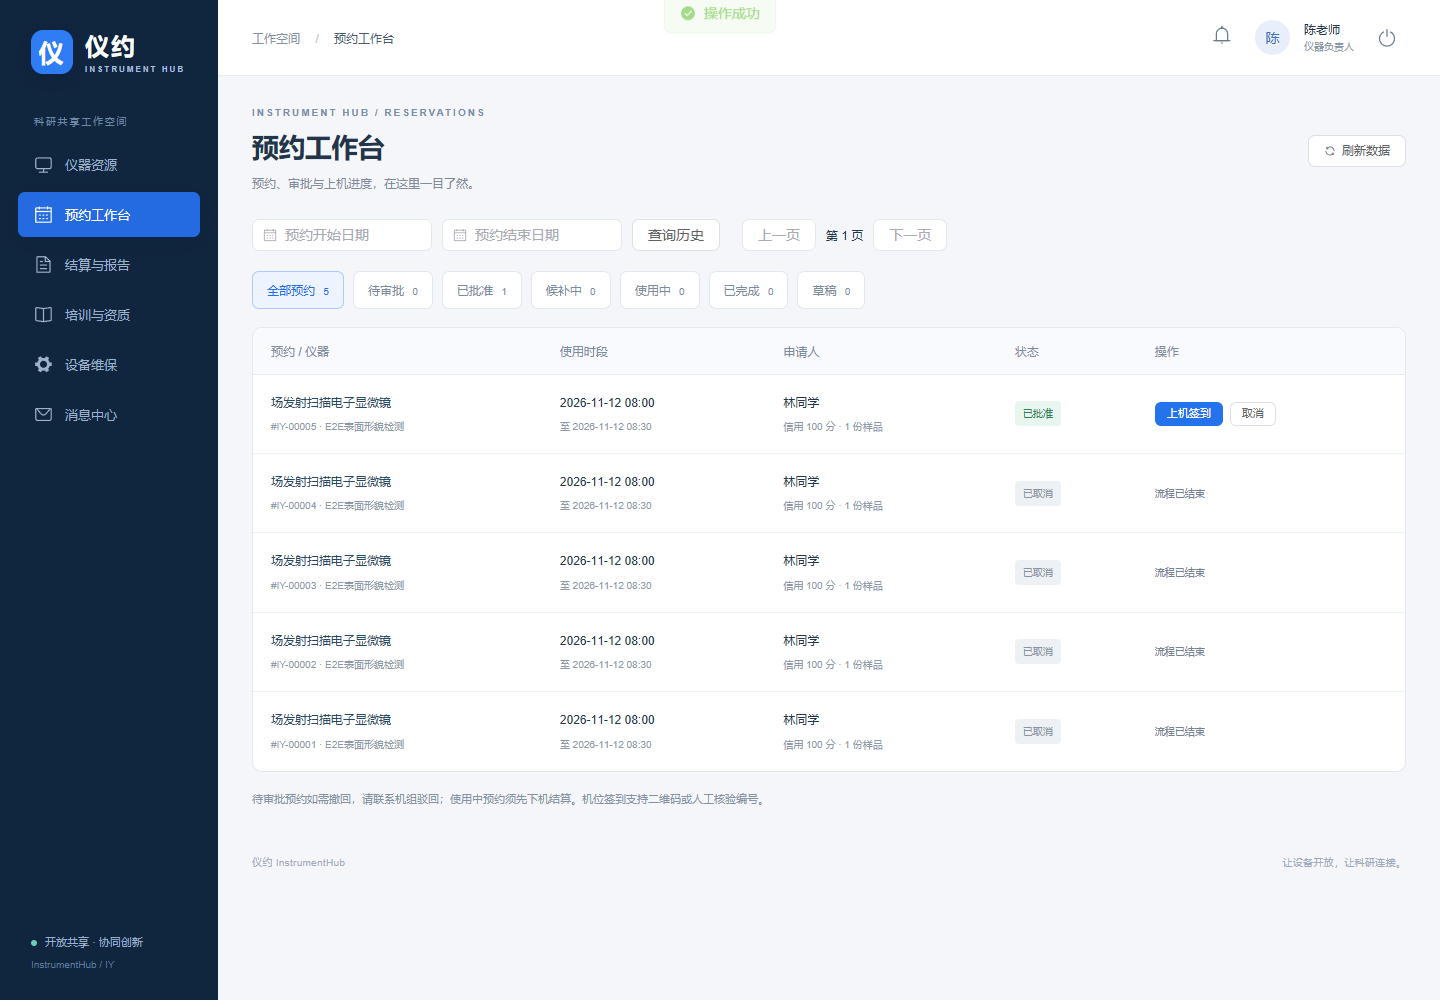 仪 仪约
INSTRUMENT HUB
科研共享工作空间
仪器资源
预约工作台
结算与报告
培训与资质
设备维保
消息中心
开放共享 · 协同创新
InstrumentHub / IY
工作空间 / 预约工作台
操作成功
陈 陈老师
仪器负责人
INSTRUMENT HUB / RESERVATIONS
预约工作台
预约、审批与上机进度，在这里一目了然。
刷新数据
预约开始日期 预约结束日期 查询历史 上一页 第 1 页 下一页
全部预约 5 待审批 0 已批准 1 候补中 0 使用中 0 已完成 0 草稿 0
预约 / 仪器 使用时段 申请人 状态 操作
场发射扫描电子显微镜 2026-11-12 08:00 林同学 已批准 上机签到 取消
#IY-00005 · E2E表面形貌检测 至 2026-11-12 08:30 信用 100 分 · 1 份样品
场发射扫描电子显微镜 2026-11-12 08:00 林同学 已取消 流程已结束
#IY-00004 · E2E表面形貌检测 至 2026-11-12 08:30 信用 100 分 · 1 份样品
场发射扫描电子显微镜 2026-11-12 08:00 林同学 已取消 流程已结束
#IY-00003 · E2E表面形貌检测 至 2026-11-12 08:30 信用 100 分 · 1 份样品
场发射扫描电子显微镜 2026-11-12 08:00 林同学 已取消 流程已结束
#IY-00002 · E2E表面形貌检测 至 2026-11-12 08:30 信用 100 分 · 1 份样品
场发射扫描电子显微镜 2026-11-12 08:00 林同学 已取消 流程已结束
#IY-00001 · E2E表面形貌检测 至 2026-11-12 08:30 信用 100 分 · 1 份样品
待审批预约如需撤回，请联系机组驳回；使用中预约须先下机结算。机位签到支持二维码或人工核验编号。
仪约 InstrumentHub
让设备开放，让科研连接。